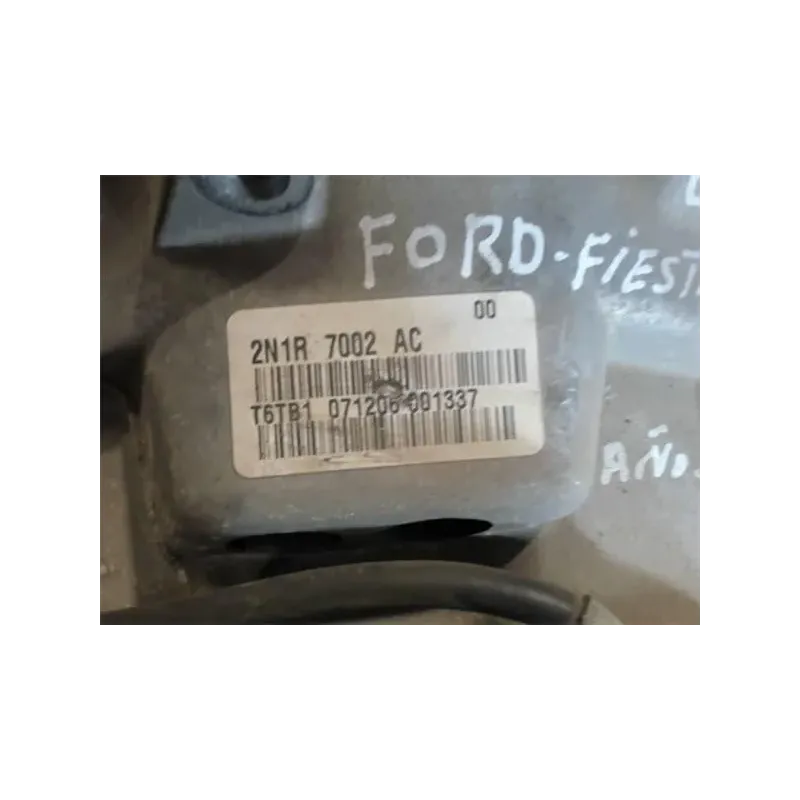 FORD-FIEST
00
2N1R 7002 AC
T6TB1 071206 001337
AÑO